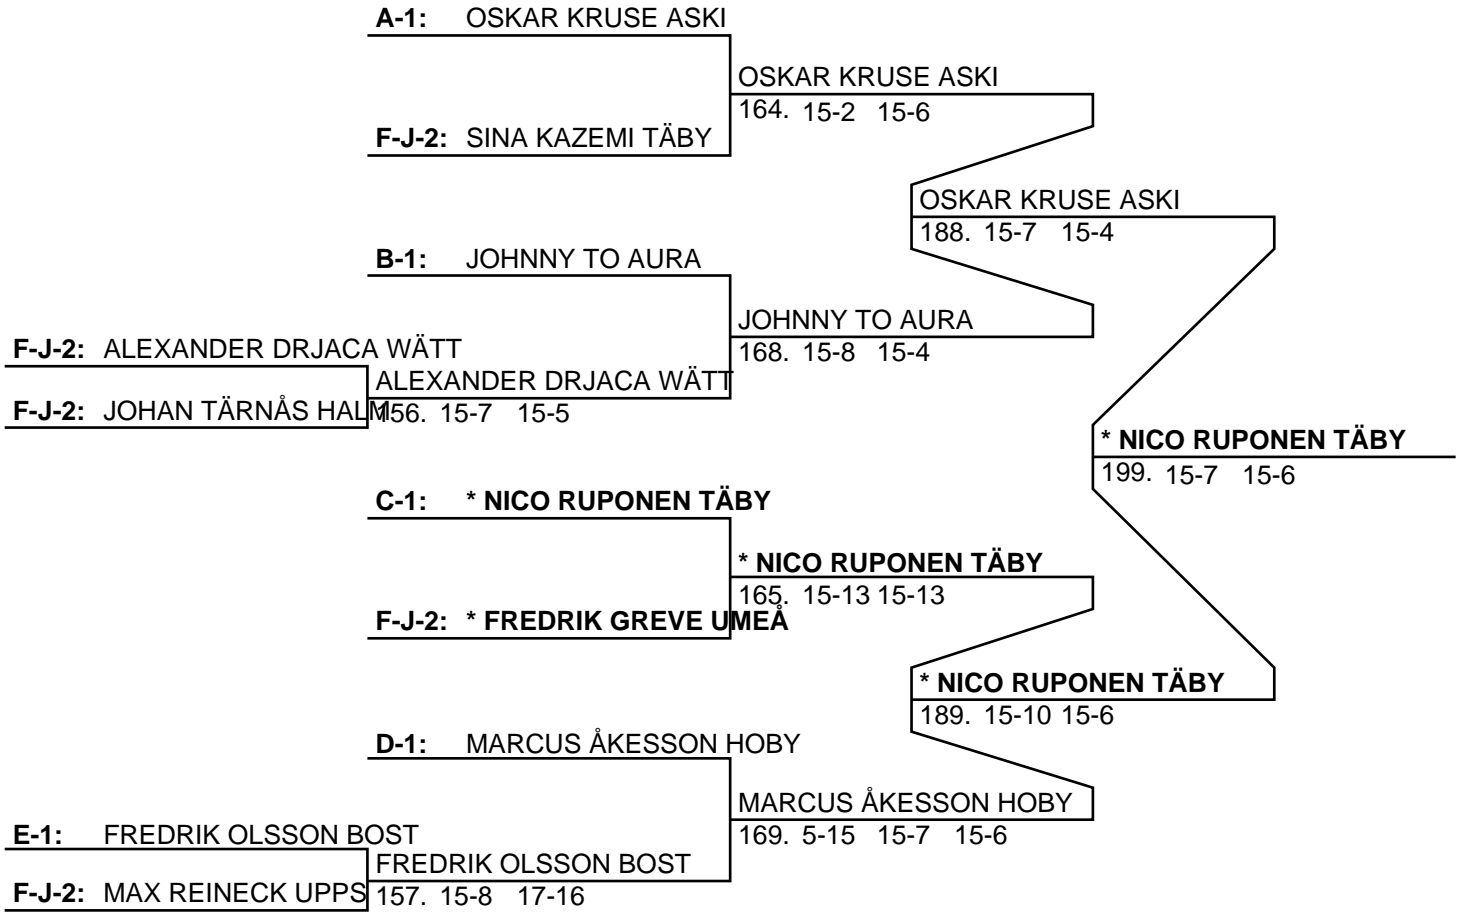 A-1: OSKAR KRUSE ASKI
OSKAR KRUSE ASKI
164. 15-2 15-6
F-J-2: SINA KAZEMI TÄBY
OSKAR KRUSE ASKI
188. 15-7 15-4
B-1: JOHNNY TO AURA
JOHNNY TO AURA
168. 15-8 15-4
F-J-2: ALEXANDER DRJACA WÄTT
ALEXANDER DRJACA WÄTT
F-J-2: JOHAN TÄRNÅS HALM
156. 15-7 15-5
* NICO RUPONEN TÄBY
199. 15-7 15-6
C-1: * NICO RUPONEN TÄBY
* NICO RUPONEN TÄBY
165. 15-13 15-13
F-J-2: * FREDRIK GREVE UMEÅ
* NICO RUPONEN TÄBY
189. 15-10 15-6
D-1: MARCUS ÅKESSON HOBY
MARCUS ÅKESSON HOBY
169. 5-15 15-7 15-6
E-1: FREDRIK OLSSON BOST
FREDRIK OLSSON BOST
F-J-2: MAX REINECK UPPS
157. 15-8 17-16